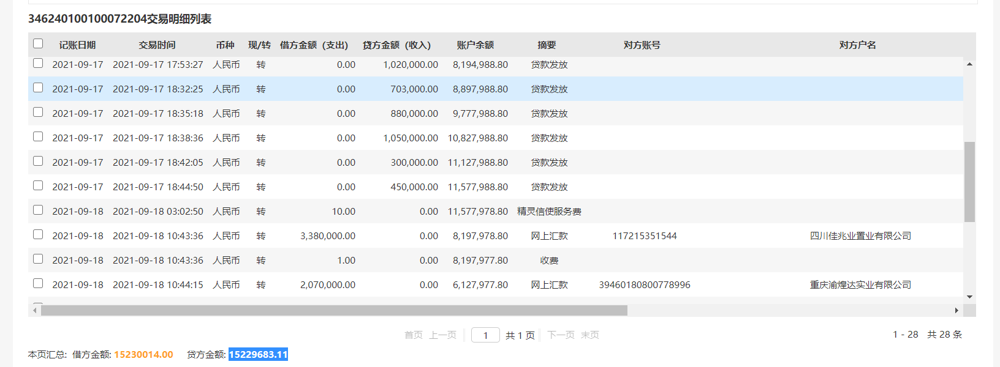 346240100100072204交易明细列表
记账日期 交易时间 币种 现/转 借方金额（支出） 贷方金额（收入） 账户余额 摘要 对方账号 对方户名
2021-09-17 2021-09-17 17:53:27 人民币 转 0.00 1,020,000.00 8,194,988.80 贷款发放
2021-09-17 2021-09-17 18:32:25 人民币 转 0.00 703,000.00 8,897,988.80 贷款发放
2021-09-17 2021-09-17 18:35:18 人民币 转 0.00 880,000.00 9,777,988.80 贷款发放
2021-09-17 2021-09-17 18:38:36 人民币 转 0.00 1,050,000.00 10,827,988.80 贷款发放
2021-09-17 2021-09-17 18:42:05 人民币 转 0.00 300,000.00 11,127,988.80 贷款发放
2021-09-17 2021-09-17 18:44:50 人民币 转 0.00 450,000.00 11,577,988.80 贷款发放
2021-09-18 2021-09-18 03:02:50 人民币 转 10.00 0.00 11,577,978.80 精灵信使服务费
2021-09-18 2021-09-18 10:43:36 人民币 转 3,380,000.00 0.00 8,197,978.80 网上汇款 117215351544 四川佳兆业置业有限公司
2021-09-18 2021-09-18 10:43:36 人民币 转 1.00 0.00 8,197,977.80 收费
2021-09-18 2021-09-18 10:44:15 人民币 转 2,070,000.00 0.00 6,127,977.80 网上汇款 39460180800778996 重庆渝煌达实业有限公司
首页 上一页 1 共 1 页 下一页 末页 1 - 28 共 28 条
本页汇总: 借方金额: 15230014.00 贷方金额: 15229683.11